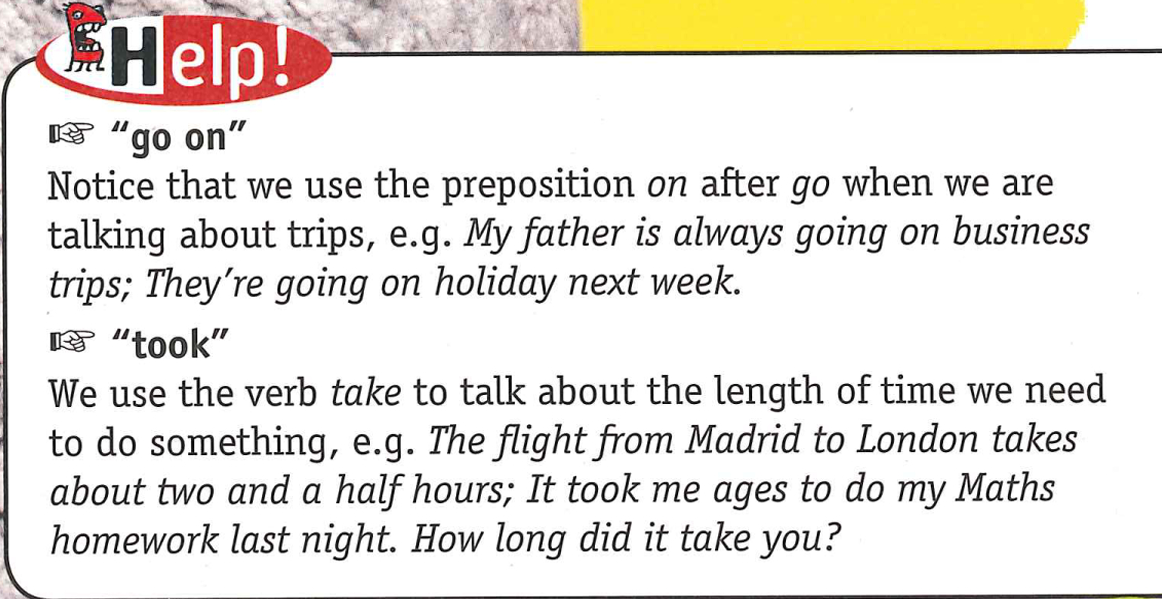 Help!
☞ “go on”
Notice that we use the preposition on after go when we are
talking about trips, e.g. My father is always going on business
trips; They’re going on holiday next week.
☞ “took”
We use the verb take to talk about the length of time we need
to do something, e.g. The flight from Madrid to London takes
about two and a half hours; It took me ages to do my Maths
homework last night. How long did it take you?